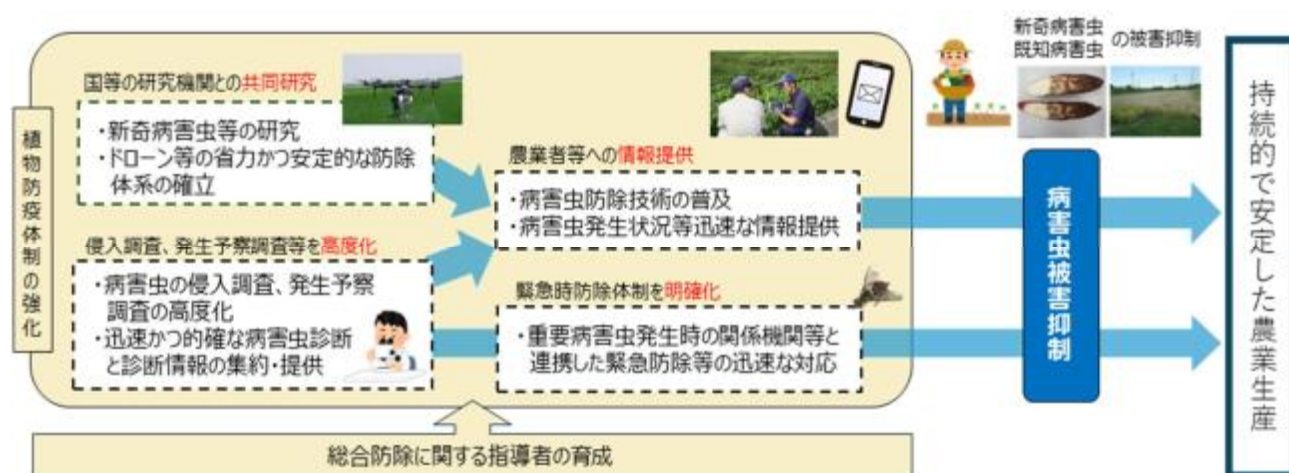 植物防疫体制の強化
国等の研究機関との共同研究
・新奇病害虫等の研究
・ドローン等の省力かつ安定的な防除
体系の確立
侵入調査、発生予察調査等を高度化
・病害虫の侵入調査、発生予察
調査の高度化
・迅速かつ的確な病害虫診断
と診断情報の集約・提供
農業者等への情報提供
・病害虫防除技術の普及
・病害虫発生状況等迅速な情報提供
緊急時防除体制を明確化
・重要病害虫発生時の関係機関等と
連携した緊急防除等の迅速な対応
総合防除に関する指導者の育成
新奇病害虫
既知病害虫
の被害抑制
病害虫被害抑制
持続的で安定した農業生産